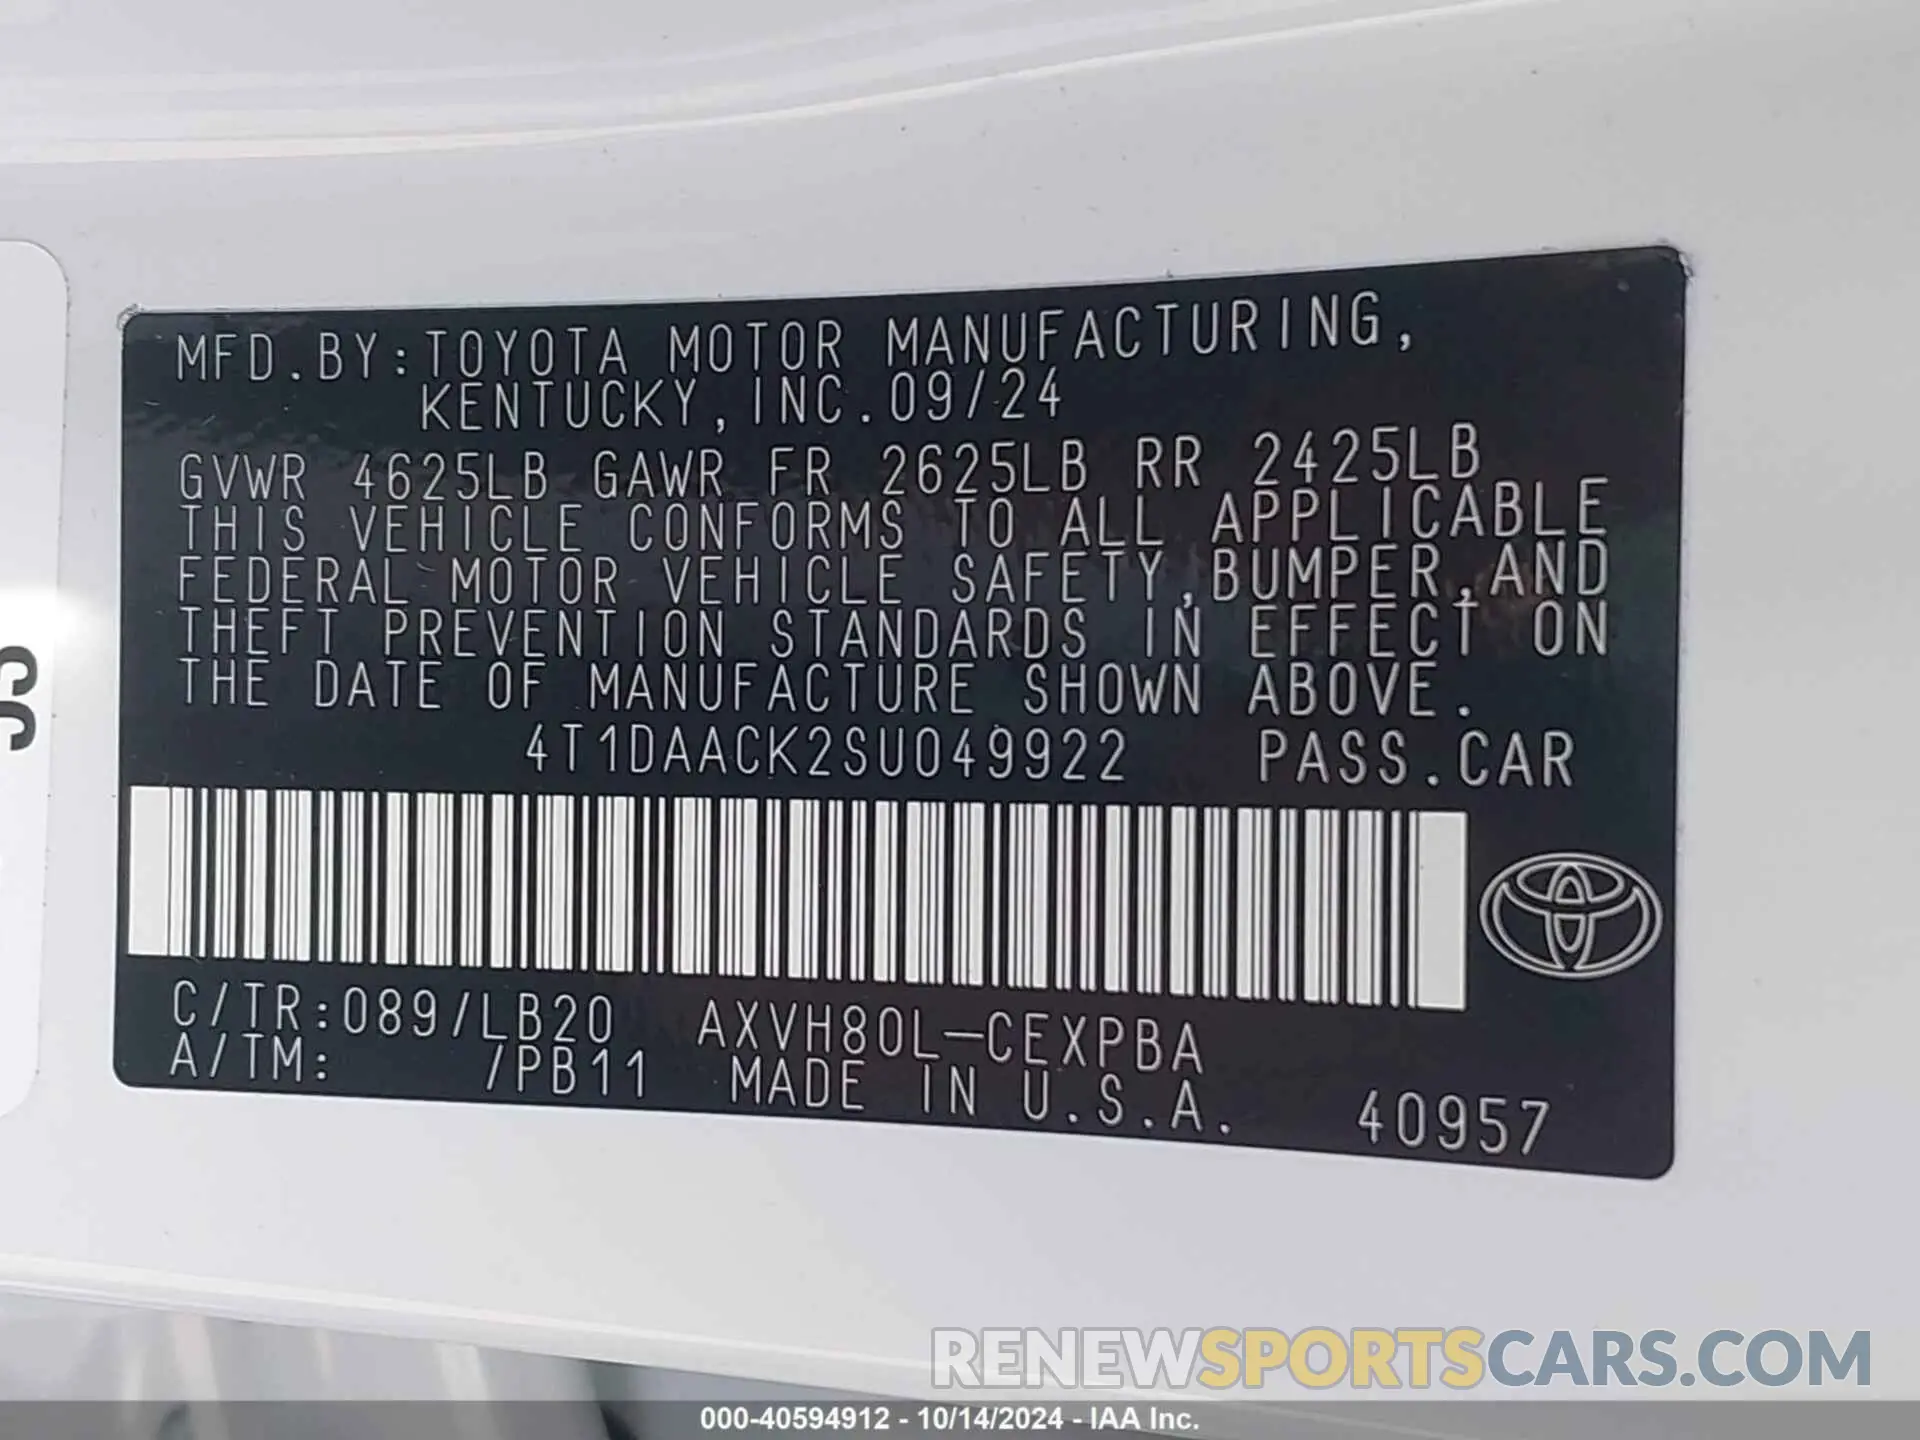 MFD.BY:TOYOTA MOTOR MANUFACTURING,
KENTUCKY,INC.09/24
GVWR 4625LB GAWR FR 2625LB RR 2425LB
THIS VEHICLE CONFORMS TO ALL APPLICABLE
FEDERAL MOTOR VEHICLE SAFETY,BUMPER,AND
THEFT PREVENTION STANDARDS IN EFFECT ON
THE DATE OF MANUFACTURE SHOWN ABOVE.
4T1DAACK2SU049922 PASS.CAR
C/TR:089/LB20 AXVH80L-CEXPBA
A/TM: /PB11 MADE IN U.S.A. 40957
RENEWSPORTSCARS.COM
000-40594912 - 10/14/2024 - IAA Inc.